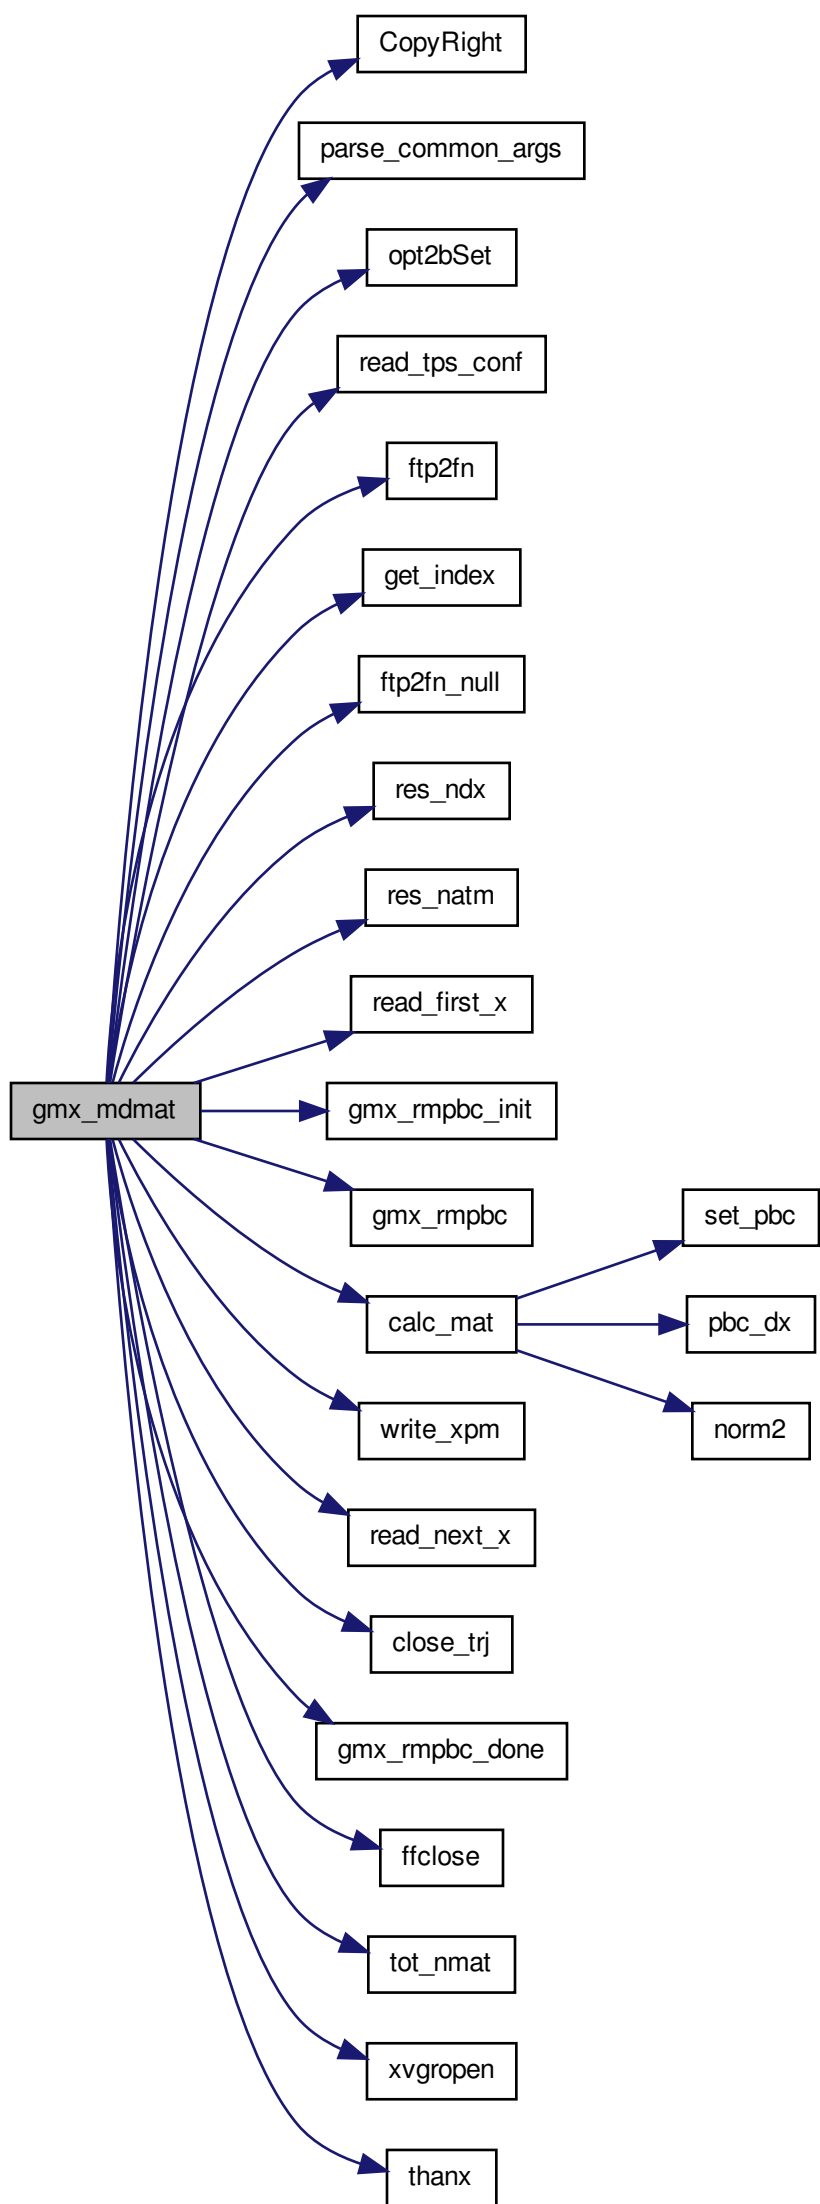 CopyRight
parse_common_args
opt2bSet
read_tps_conf
ftp2fn
get_index
ftp2fn_null
res_ndx
res_natm
read_first_x
gmx_mdmat
gmx_rmpbc_init
gmx_rmpbc
set_pbc
calc_mat
pbc_dx
write_xpm
norm2
read_next_x
close_trj
gmx_rmpbc_done
ffclose
tot_nmat
xvgropen
thanx